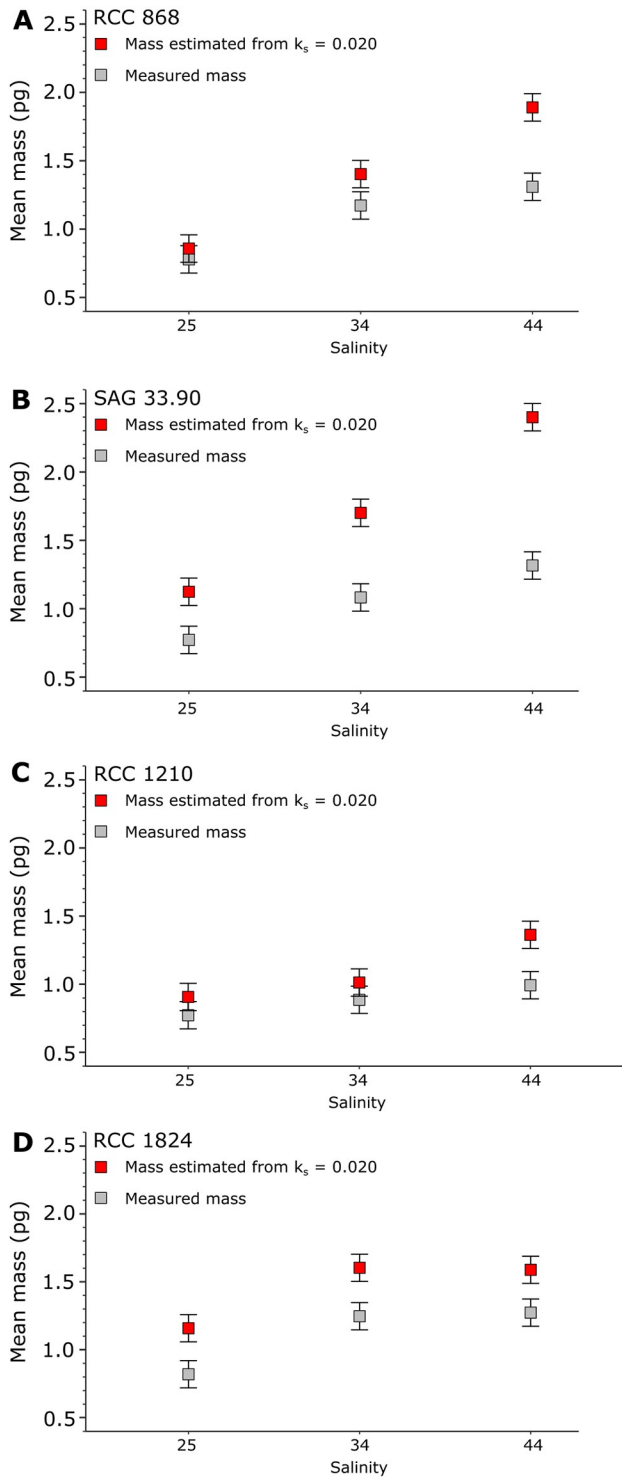 A
RCC 868
Mass estimated from kₛ = 0.020
Measured mass
Mean mass (pg)
2.5
2.0
1.5
1.0
0.5
25
34
44
Salinity
B
SAG 33.90
Mass estimated from kₛ = 0.020
Measured mass
Mean mass (pg)
2.5
2.0
1.5
1.0
0.5
25
34
44
Salinity
C
RCC 1210
Mass estimated from kₛ = 0.020
Measured mass
Mean mass (pg)
2.5
2.0
1.5
1.0
0.5
25
34
44
Salinity
D
RCC 1824
Mass estimated from kₛ = 0.020
Measured mass
Mean mass (pg)
2.5
2.0
1.5
1.0
0.5
25
34
44
Salinity